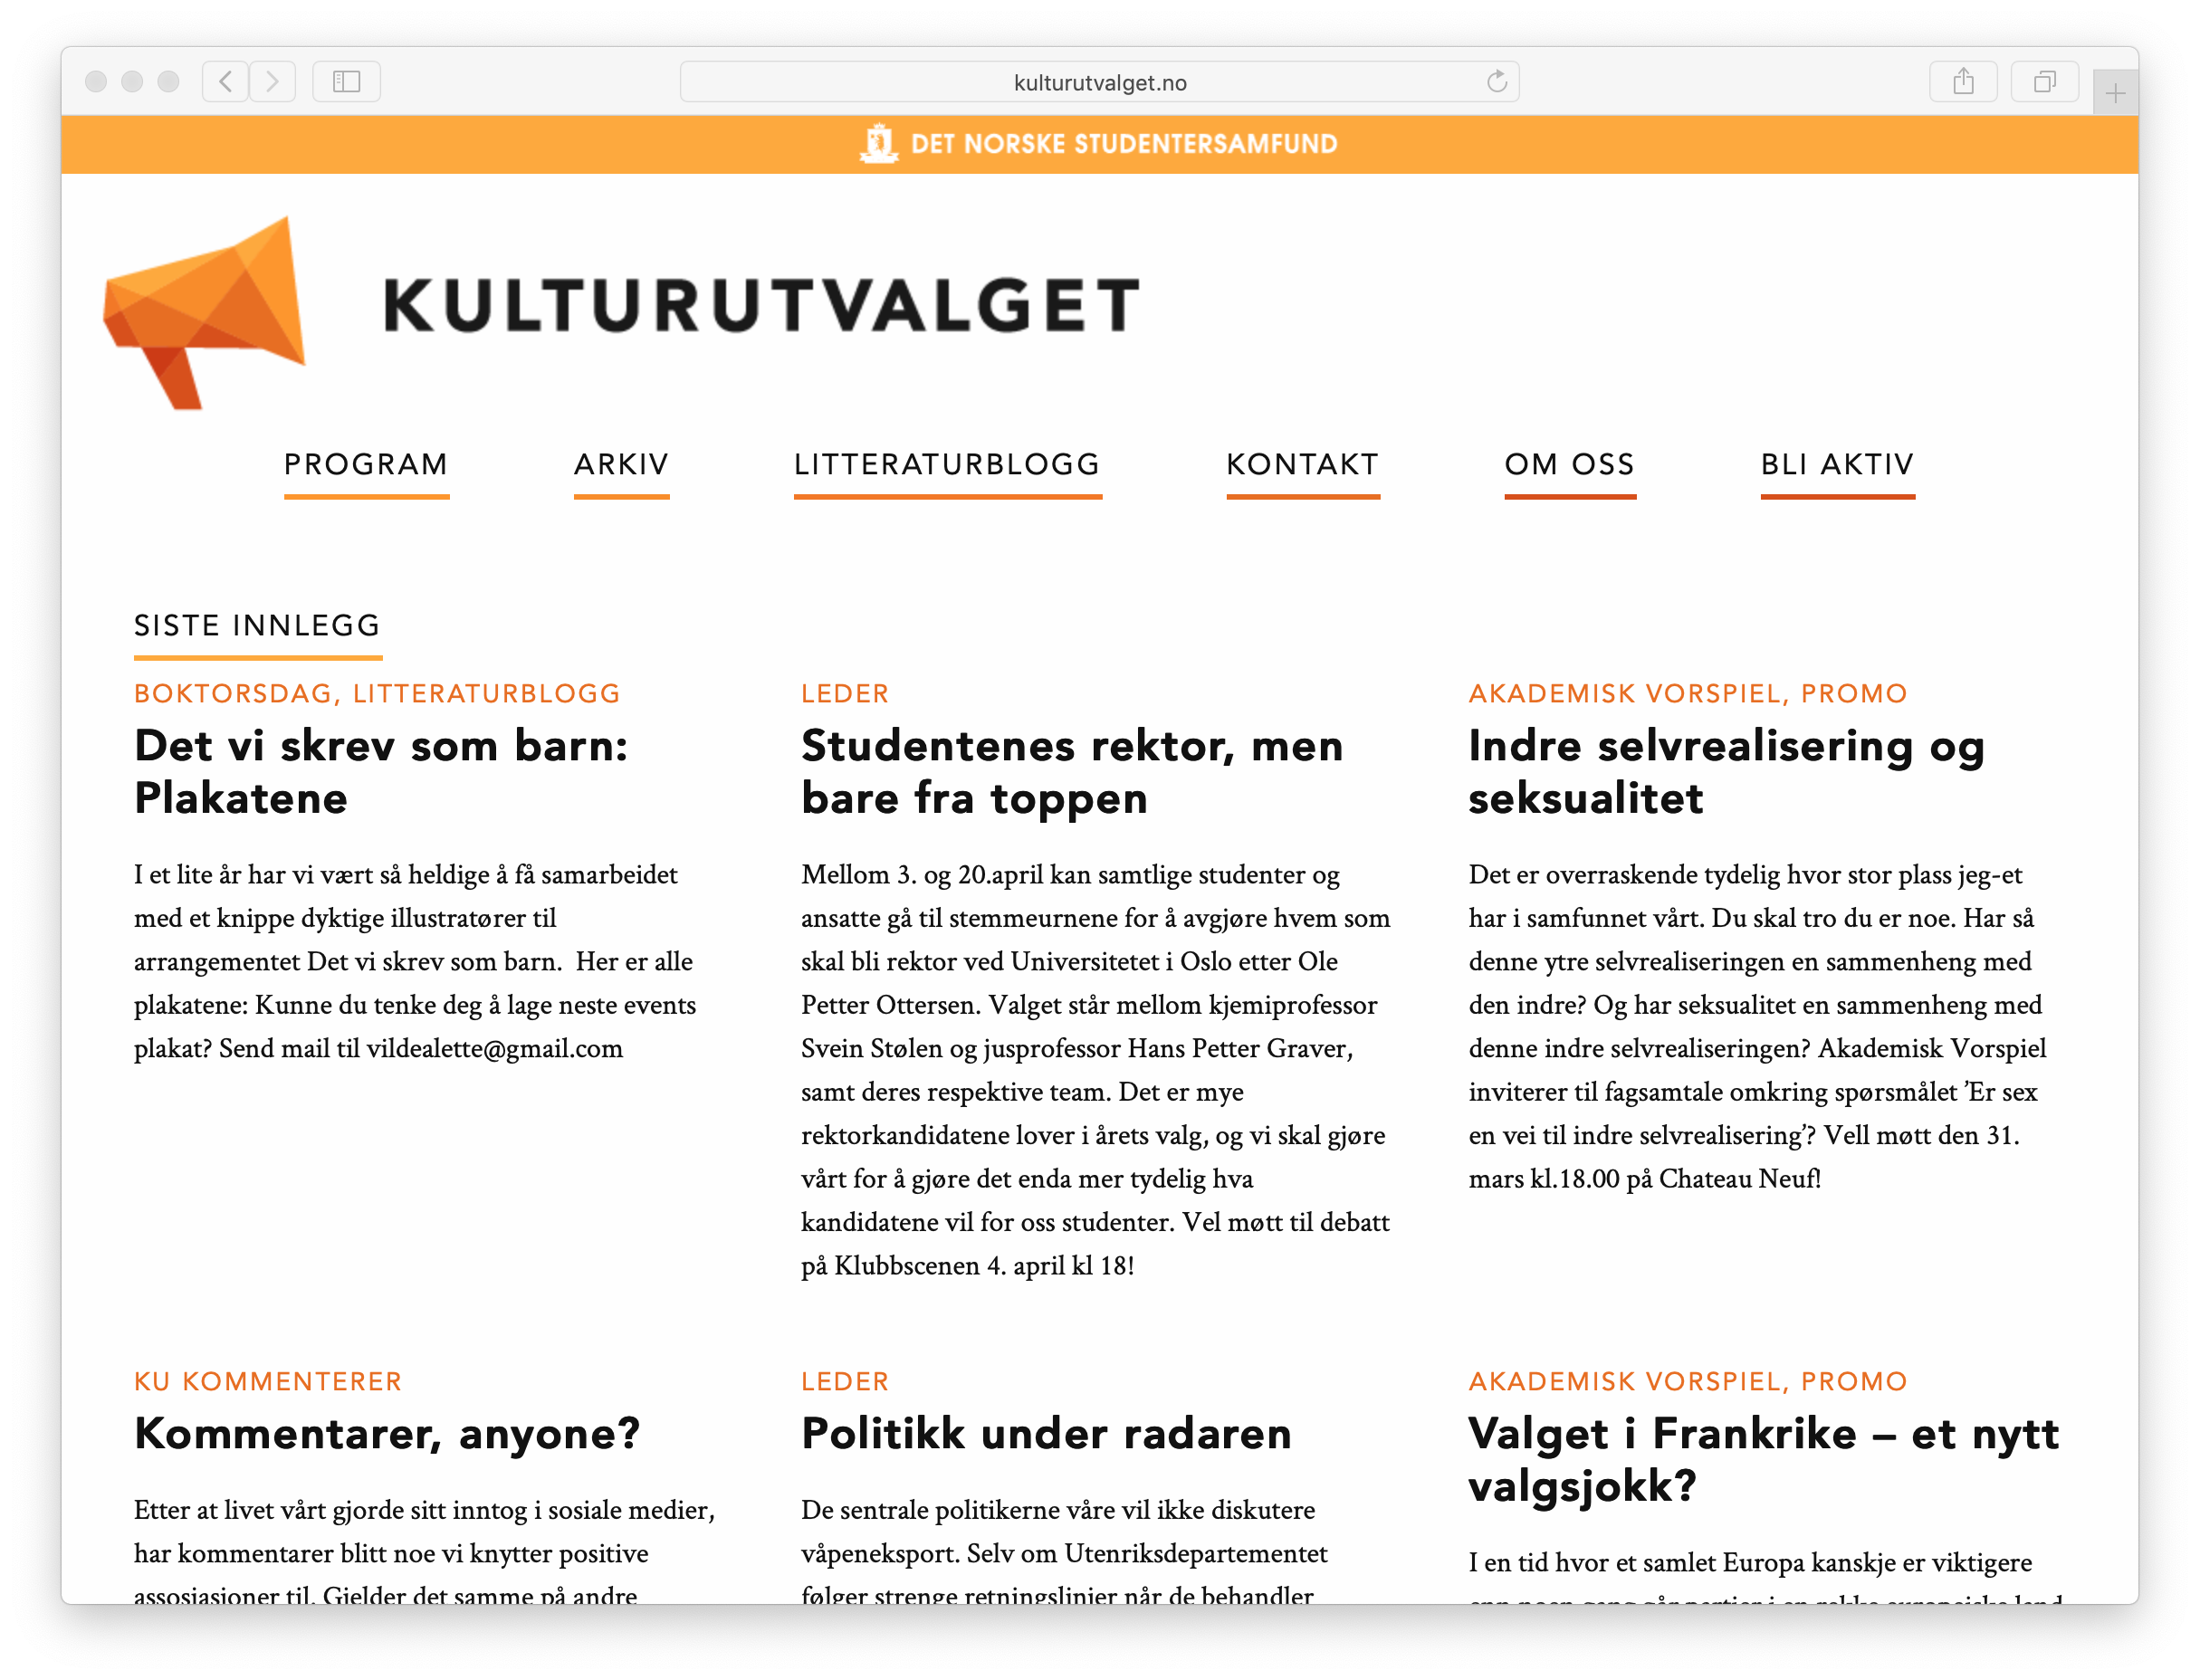 kulturutvalget.no
DET NORSKE STUDENTERSAMFUND
KULTURUTVALGET
PROGRAM
ARKIV
LITTERATURBLOGG
KONTAKT
OM OSS
BLI AKTIV
SISTE INNLEGG
BOKTORSDAG, LITTERATURBLOGG
Det vi skrev som barn:
Plakatene
I et lite år har vi vært så heldige å få samarbeidet
med et knippe dyktige illustratører til
arrangementet Det vi skrev som barn.  Her er alle
plakatene: Kunne du tenke deg å lage neste events
plakat? Send mail til vildealette@gmail.com
LEDER
Studentenes rektor, men
bare fra toppen
Mellom 3. og 20.april kan samtlige studenter og
ansatte gå til stemmeurnene for å avgjøre hvem som
skal bli rektor ved Universitetet i Oslo etter Ole
Petter Ottersen. Valget står mellom kjemiprofessor
Svein Stølen og jusprofessor Hans Petter Graver,
samt deres respektive team. Det er mye
rektorkandidatene lover i årets valg, og vi skal gjøre
vårt for å gjøre det enda mer tydelig hva
kandidatene vil for oss studenter. Vel møtt til debatt
på Klubbscenen 4. april kl 18!
AKADEMISK VORSPIEL, PROMO
Indre selvrealisering og
seksualitet
Det er overraskende tydelig hvor stor plass jeg-et
har i samfunnet vårt. Du skal tro du er noe. Har så
denne ytre selvrealiseringen en sammenheng med
den indre? Og har seksualitet en sammenheng med
denne indre selvrealiseringen? Akademisk Vorspiel
inviterer til fagsamtale omkring spørsmålet ’Er sex
en vei til indre selvrealisering’? Vell møtt den 31.
mars kl.18.00 på Chateau Neuf!
KU KOMMENTERER
Kommentarer, anyone?
Etter at livet vårt gjorde sitt inntog i sosiale medier,
har kommentarer blitt noe vi knytter positive
assosiasjoner til. Gjelder det samme på andre
LEDER
Politikk under radaren
De sentrale politikerne våre vil ikke diskutere
våpeneksport. Selv om Utenriksdepartementet
følger strenge retningslinjer når de behandler
AKADEMISK VORSPIEL, PROMO
Valget i Frankrike – et nytt
valgsjokk?
I en tid hvor et samlet Europa kanskje er viktigere